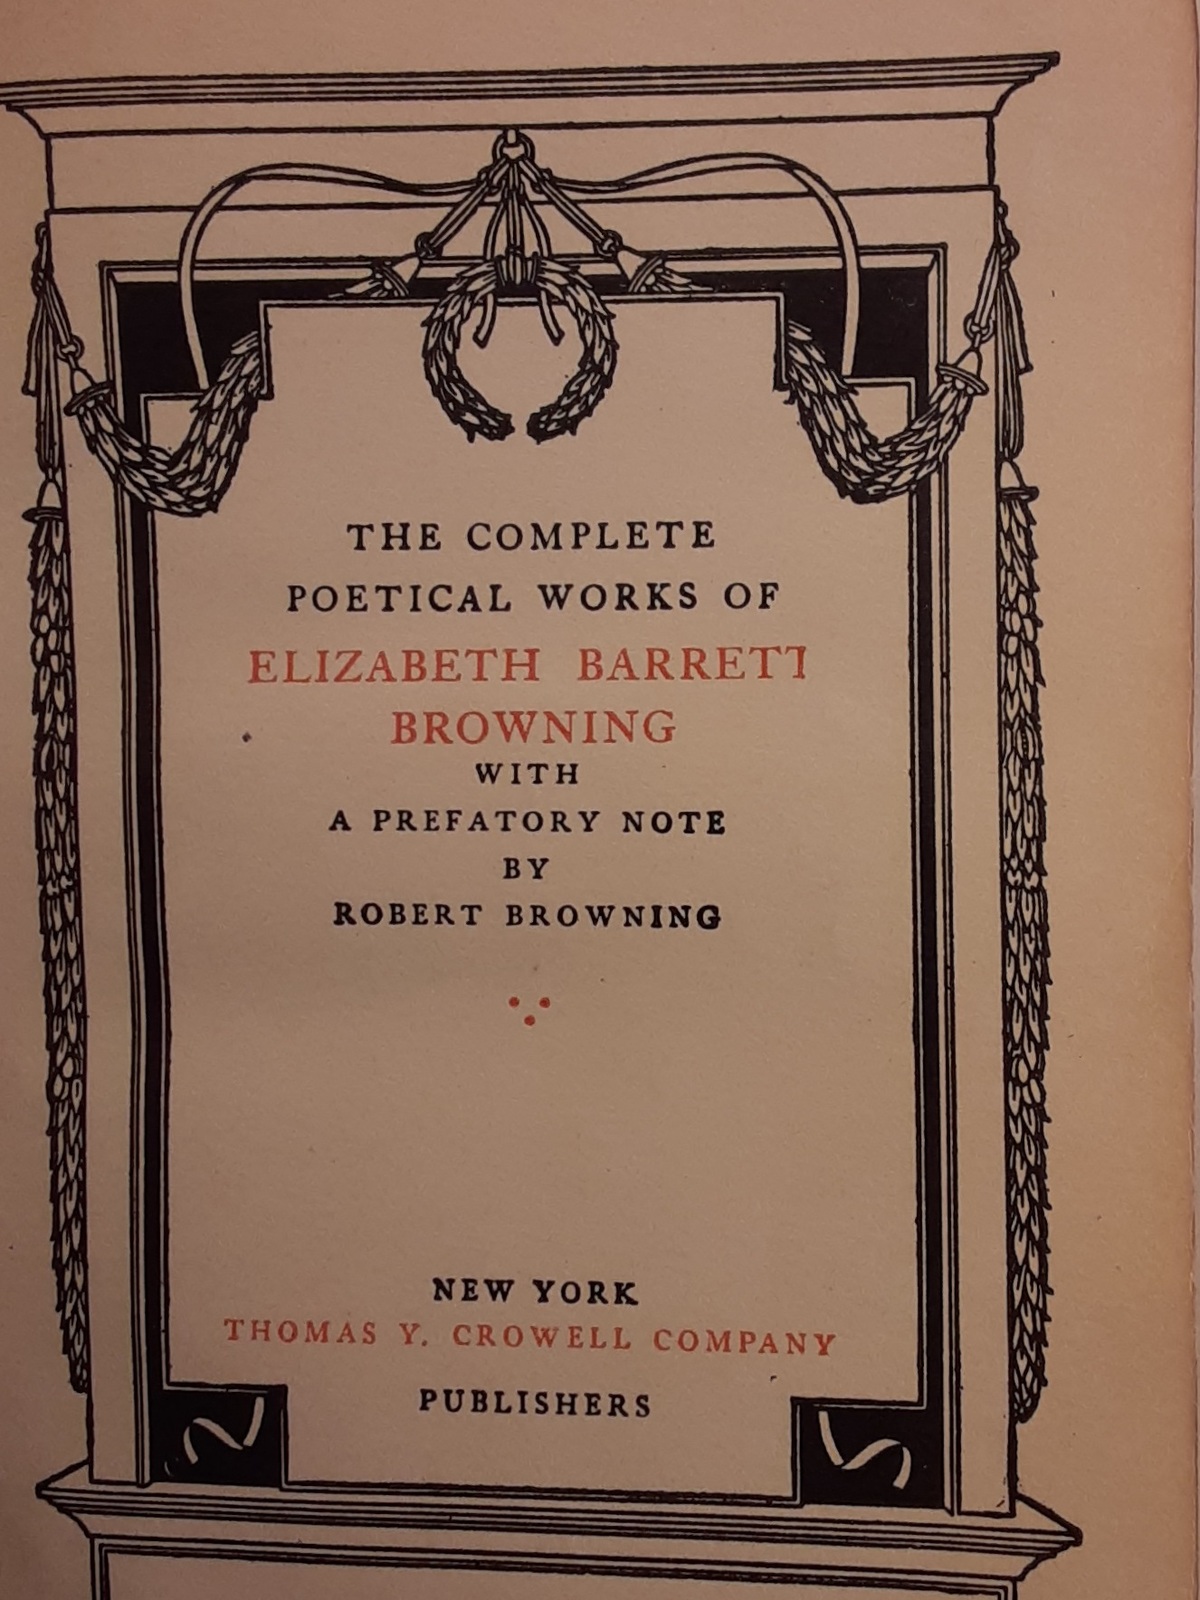 THE COMPLETE
POETICAL WORKS OF
ELIZABETH BARRETT
BROWNING
WITH
A PREFATORY NOTE
BY
ROBERT BROWNING
NEW YORK
THOMAS Y. CROWELL COMPANY
PUBLISHERS